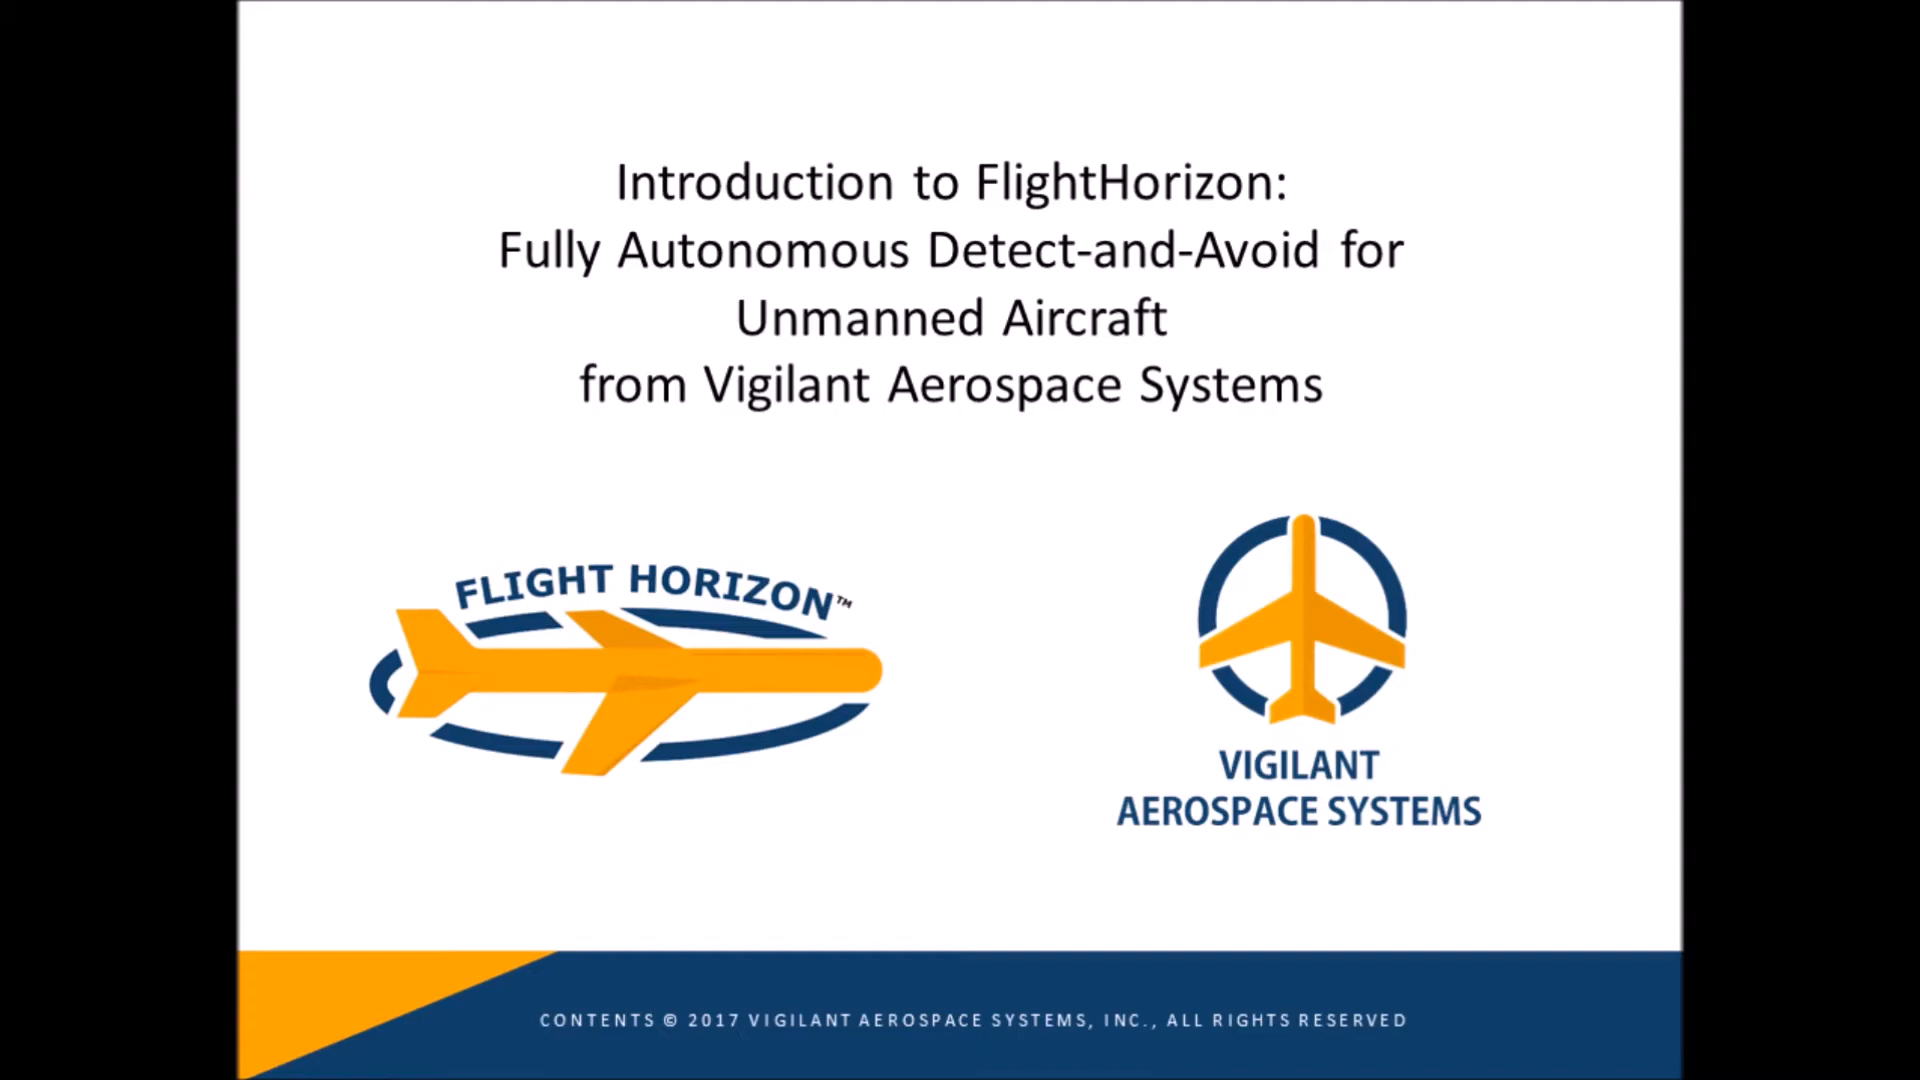 Introduction to FlightHorizon:
Fully Autonomous Detect-and-Avoid for
Unmanned Aircraft
from Vigilant Aerospace Systems
FLIGHT HORIZON™
VIGILANT
AEROSPACE SYSTEMS
CONTENTS © 2017 VIGILANT AEROSPACE SYSTEMS, INC., ALL RIGHTS RESERVED